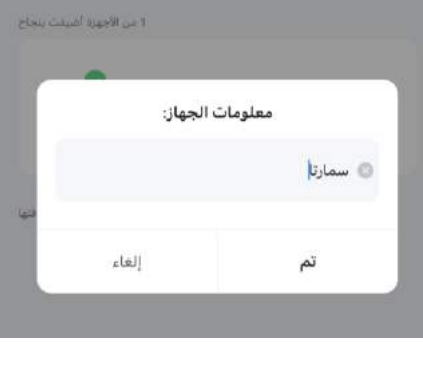 1 من الأجهزة أضيفت بنجاح
معلومات الجهاز:
سمارتا
تم
إلغاء